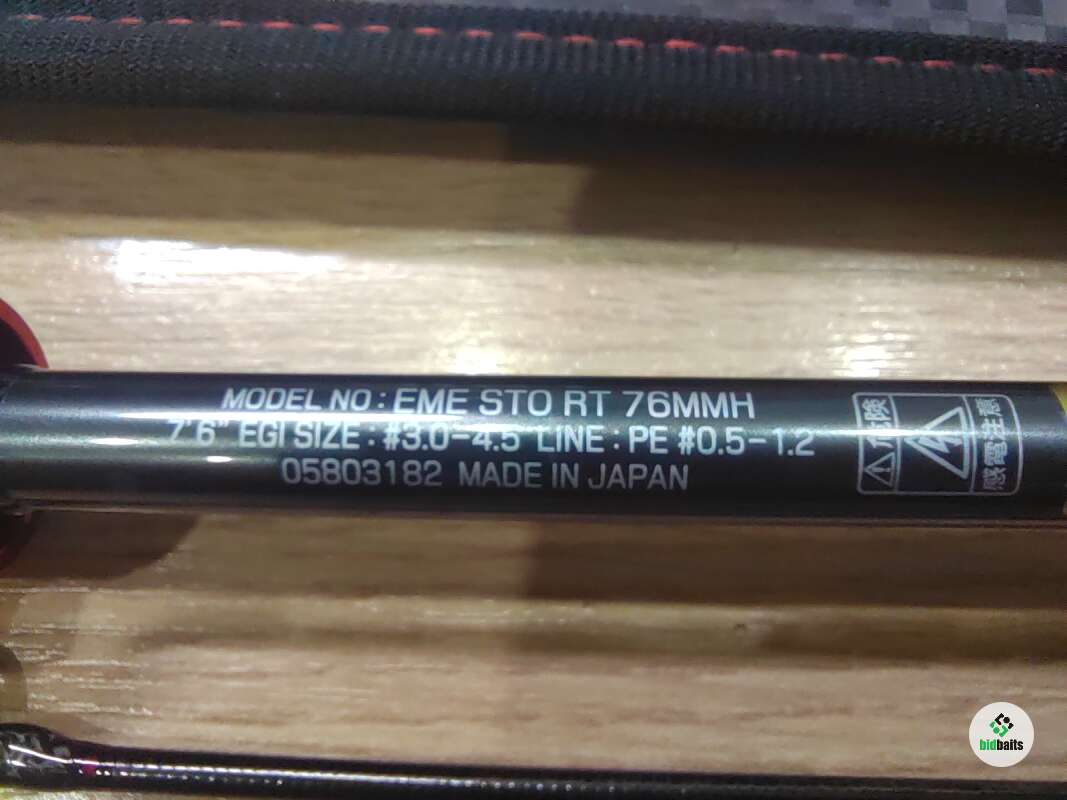 MODEL NO : EME STO RT 76MMH
7'6" EGI SIZE : #3.0-4.5 LINE : PE #0.5-1.2
05803182 MADE IN JAPAN
危険
感電注意
bidbaits